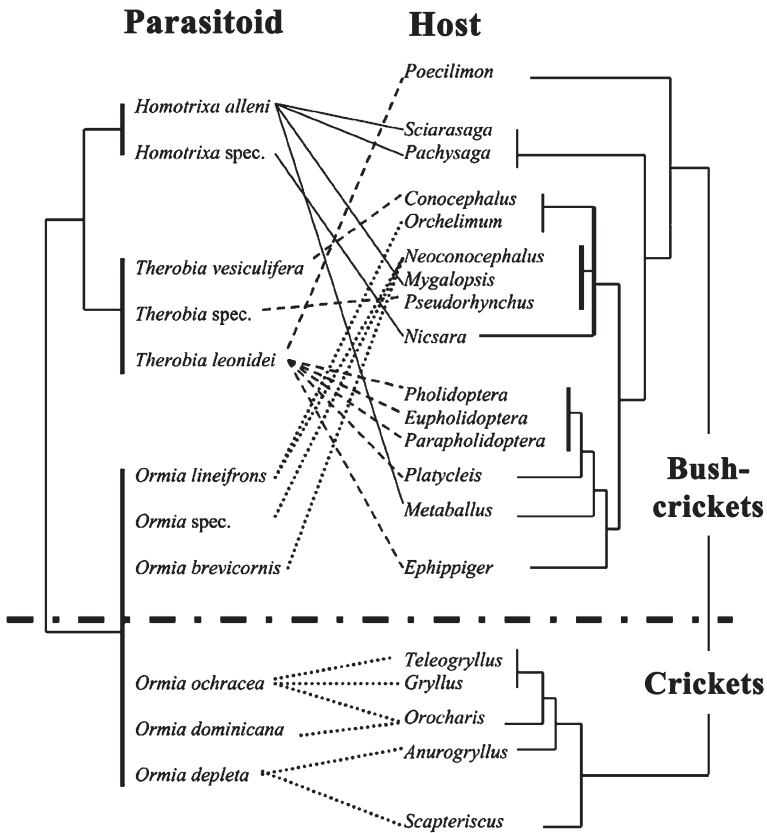 Parasitoid
Host
Homotrixa alleni
Homotrixa spec.
Therobia vesiculifera
Therobia spec.
Therobia leonidei
Ormia lineifrons
Ormia spec.
Ormia brevicornis
Ormia ochracea
Ormia dominicana
Ormia depleta
Poecilimon
Sciarasaga
Pachysaga
Conocephalus
Orchelimum
Neoconocephalus
Mygalopsis
Pseudorhynchus
Nicsara
Pholidoptera
Eupholidoptera
Parapholidoptera
Platycleis
Metaballus
Ephippiger
Teleogryllus
Gryllus
Orocharis
Anurogryllus
Scapteriscus
Bush-
crickets
Crickets